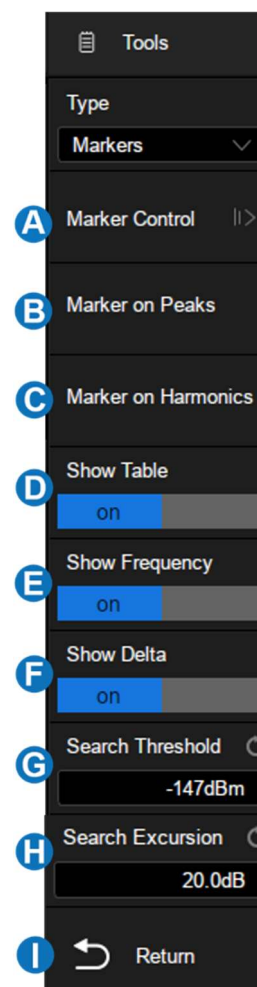 Tools
Type
Markers
A Marker Control
B Marker on Peaks
C Marker on Harmonics
Show Table
D
on
Show Frequency
E
on
Show Delta
F
on
Search Threshold
G
-147dBm
Search Excursion
H
20.0dB
I Return